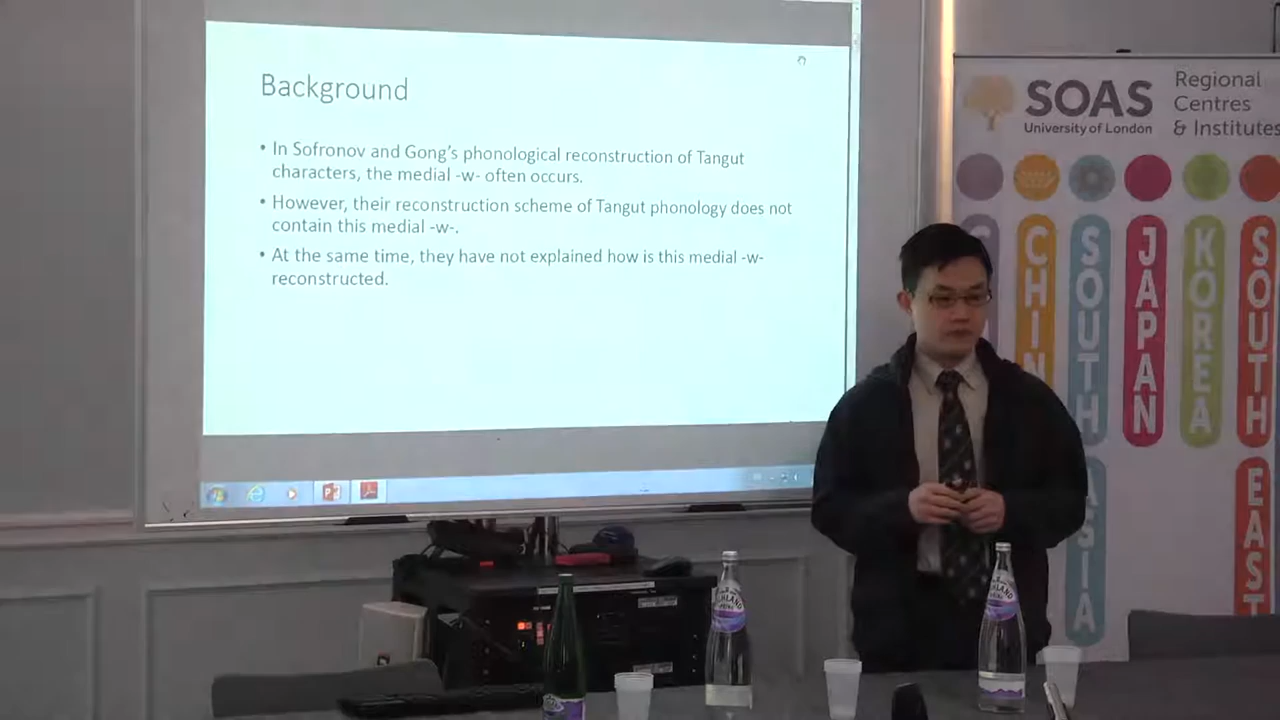 Background
• In Sofronov and Gong's phonological reconstruction of Tangut
characters, the medial -w- often occurs.
• However, their reconstruction scheme of Tangut phonology does not
contain this medial -w-.
• At the same time, they have not explained how is this medial -w-
reconstructed.
SOAS
University of London
Regional
Centres
& Institutes
CHIN
SOUTH
ASIA
JAPAN
KOREA
SOUTH
EAST